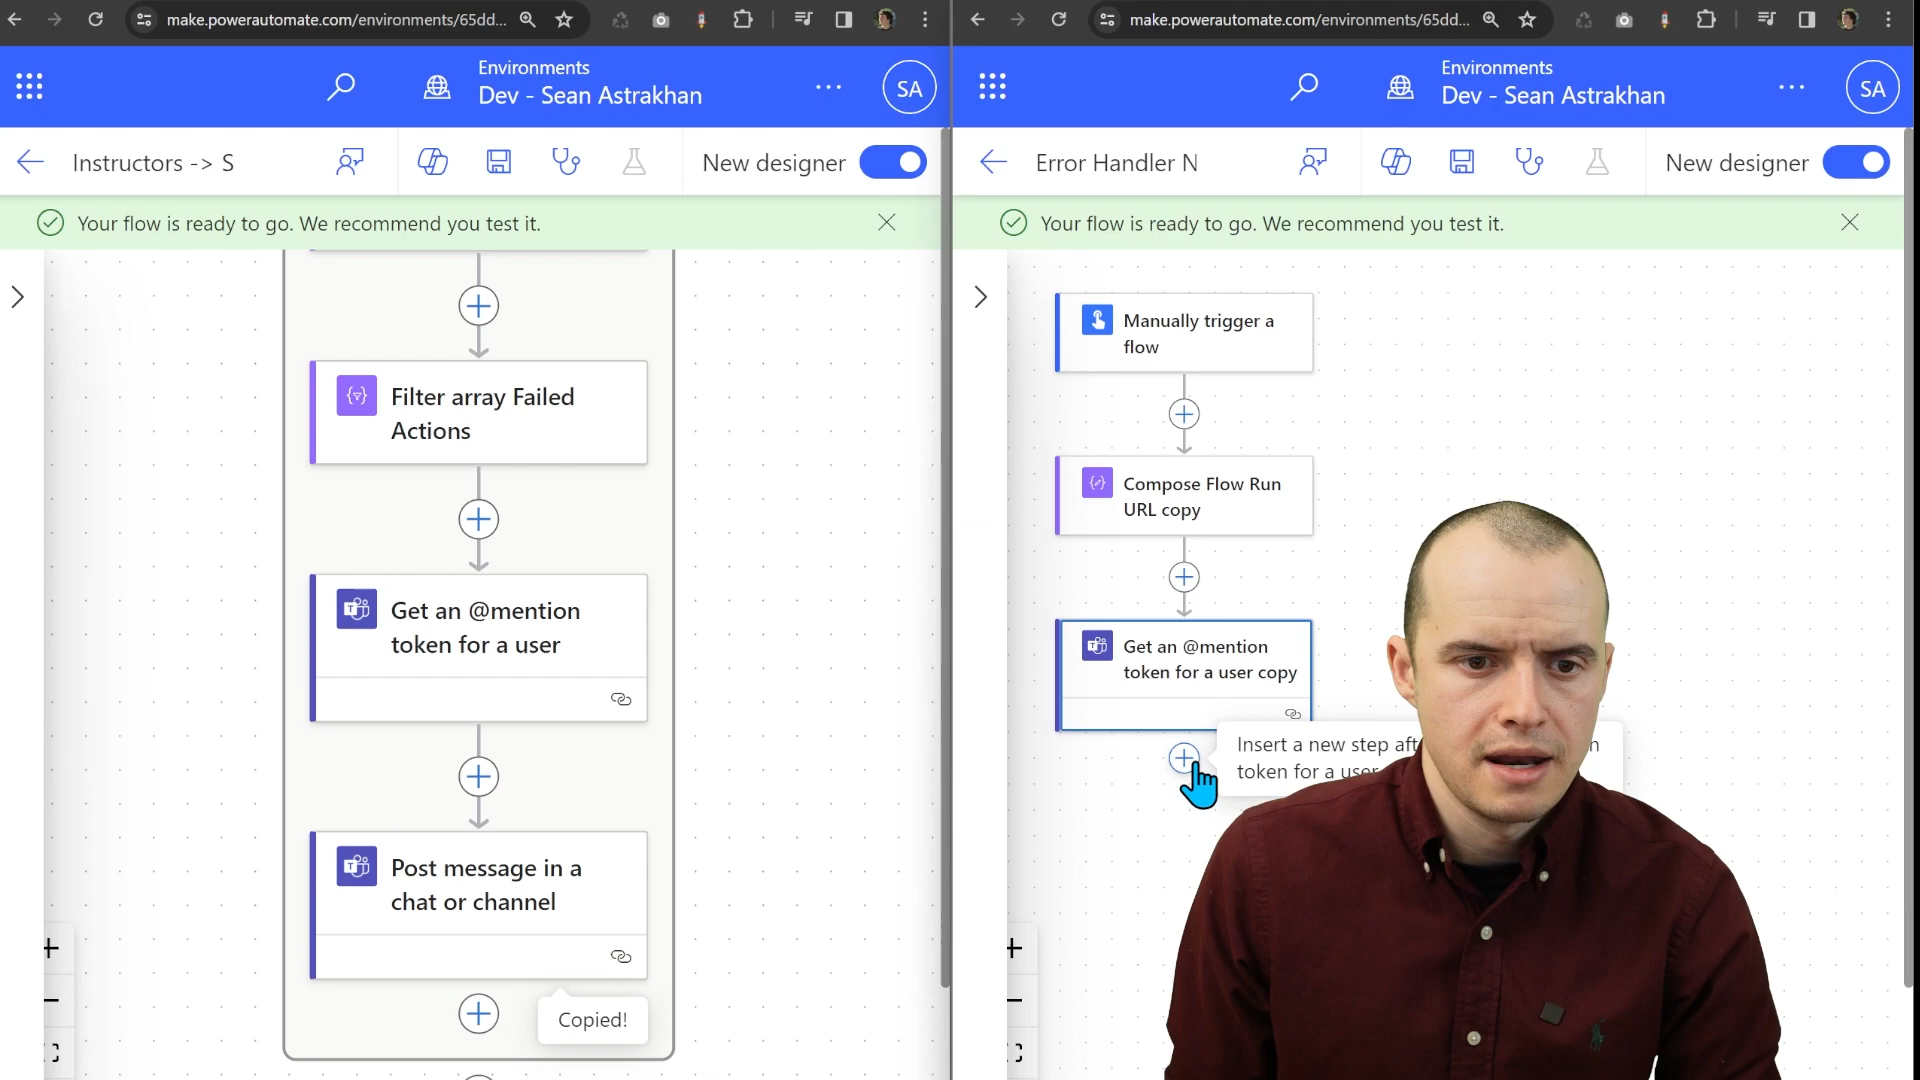 make.powerautomate.com/environments/65dd...
Environments
Dev - Sean Astrakhan
SA
Instructors -> S
New designer
Your flow is ready to go. We recommend you test it.
Filter array Failed
Actions
Get an @mention
token for a user
Post message in a
chat or channel
Copied!
make.powerautomate.com/environments/65dd...
Environments
Dev - Sean Astrakhan
SA
Error Handler N
New designer
Your flow is ready to go. We recommend you test it.
Manually trigger a
flow
Compose Flow Run
URL copy
Get an @mention
token for a user copy
Insert a new step
token for a user